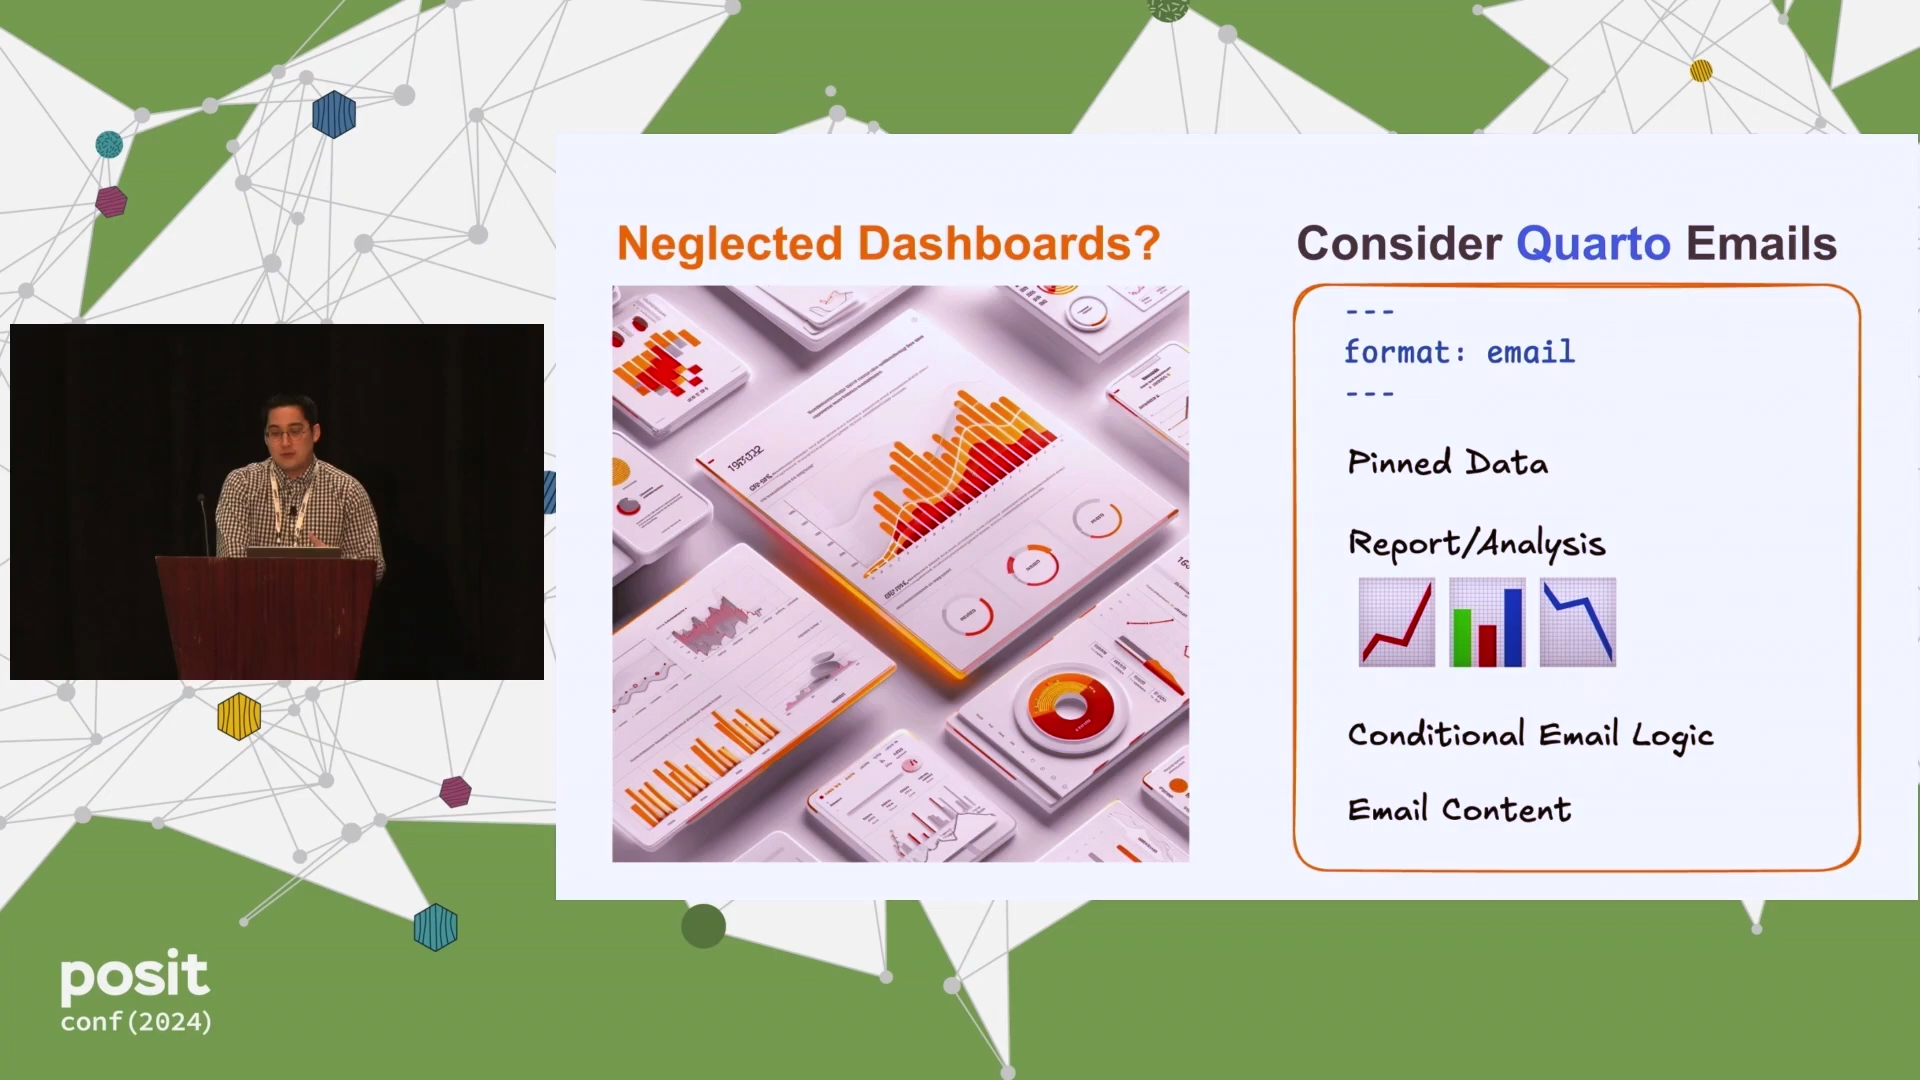 Neglected Dashboards?
Consider Quarto Emails
---
format: email
---
Pinned Data
Report/Analysis
Conditional Email Logic
Email Content
posit
conf(2024)